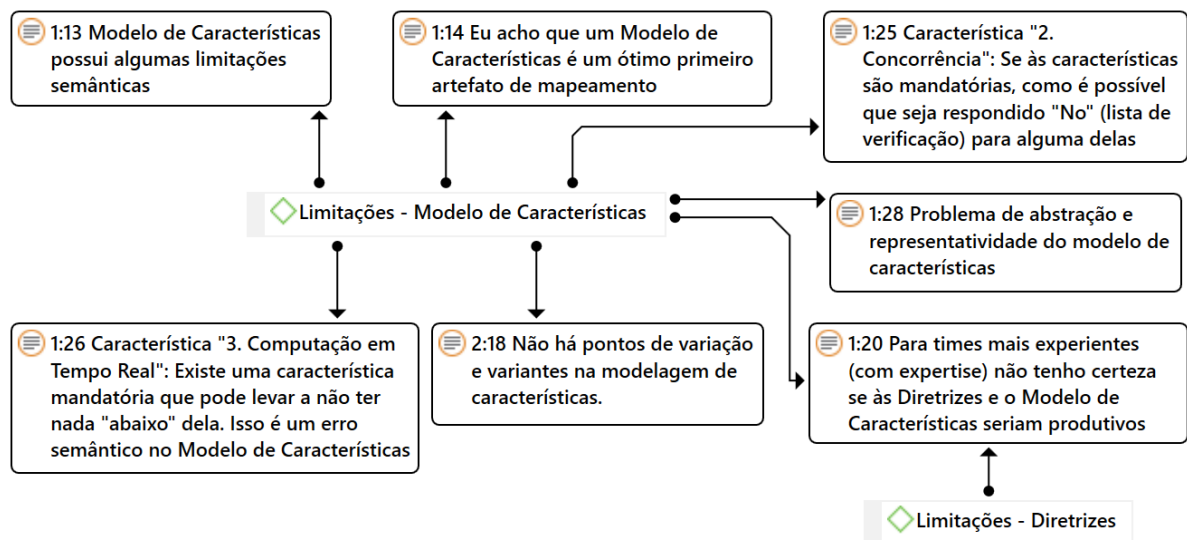 1:13 Modelo de Características
possui algumas limitações
semânticas
1:14 Eu acho que um Modelo de
Características é um ótimo primeiro
artefato de mapeamento
1:25 Característica "2.
Concorrência": Se às características
são mandatórias, como é possível
que seja respondido "No" (lista de
verificação) para alguma delas
Limitações - Modelo de Características
1:28 Problema de abstração e
representatividade do modelo de
características
1:26 Característica "3. Computação em
Tempo Real": Existe uma característica
mandatória que pode levar a não ter
nada "abaixo" dela. Isso é um erro
semântico no Modelo de Características
2:18 Não há pontos de variação
e variantes na modelagem de
características.
1:20 Para times mais experientes
(com expertise) não tenho certeza
se às Diretrizes e o Modelo de
Características seriam produtivos
Limitações - Diretrizes